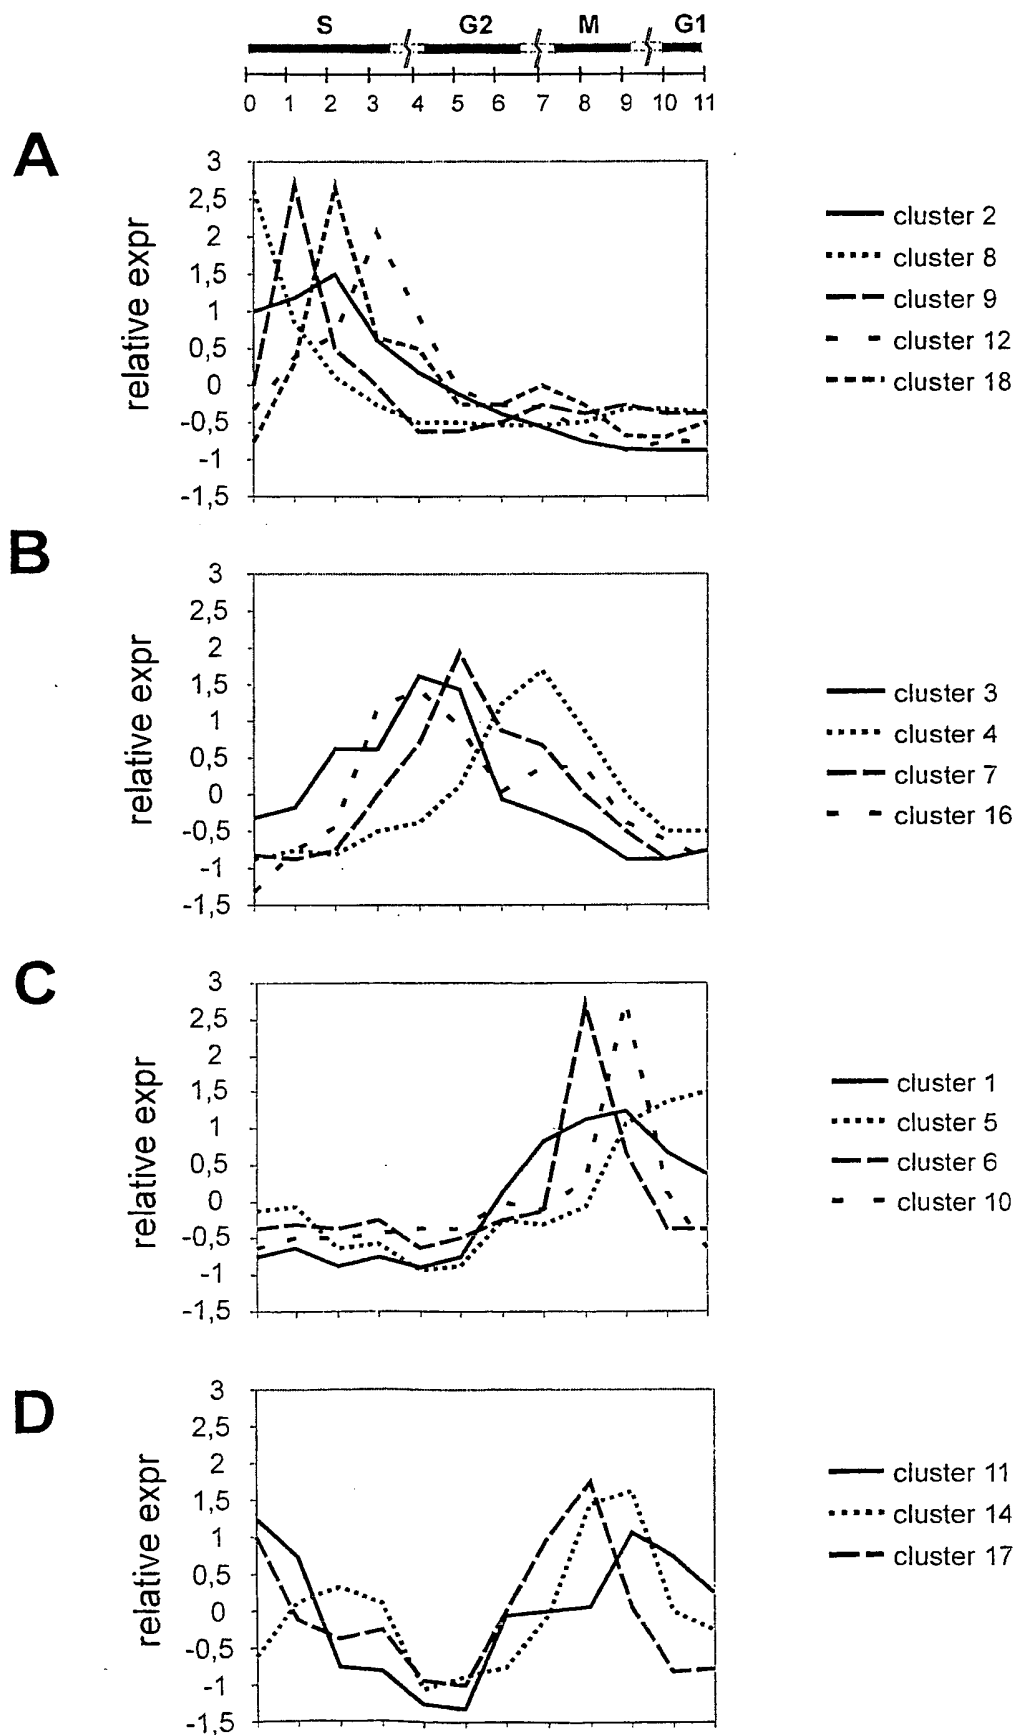 S G2 M G1
0 1 2 3 4 5 6 7 8 9 10 11
A
relative expr
3
2,5
2
1,5
1
0,5
0
-0,5
-1
-1,5
cluster 2
cluster 8
cluster 9
cluster 12
cluster 18
B
relative expr
3
2,5
2
1,5
1
0,5
0
-0,5
-1
-1,5
cluster 3
cluster 4
cluster 7
cluster 16
C
relative expr
3
2,5
2
1,5
1
0,5
0
-0,5
-1
-1,5
cluster 1
cluster 5
cluster 6
cluster 10
D
relative expr
3
2,5
2
1,5
1
0,5
0
-0,5
-1
-1,5
cluster 11
cluster 14
cluster 17